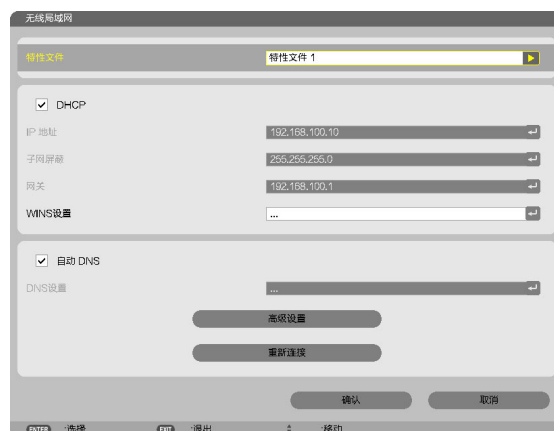 无线局域网
特性文件 特性文件 1
DHCP
IP 地址 192.168.100.10
子网屏蔽 255.255.255.0
网关 192.168.100.1
WINS设置 ...
自动 DNS
DNS设置 ...
高级设置
重新连接
确认 取消
ENTER :选择 EXIT :退出 :移动